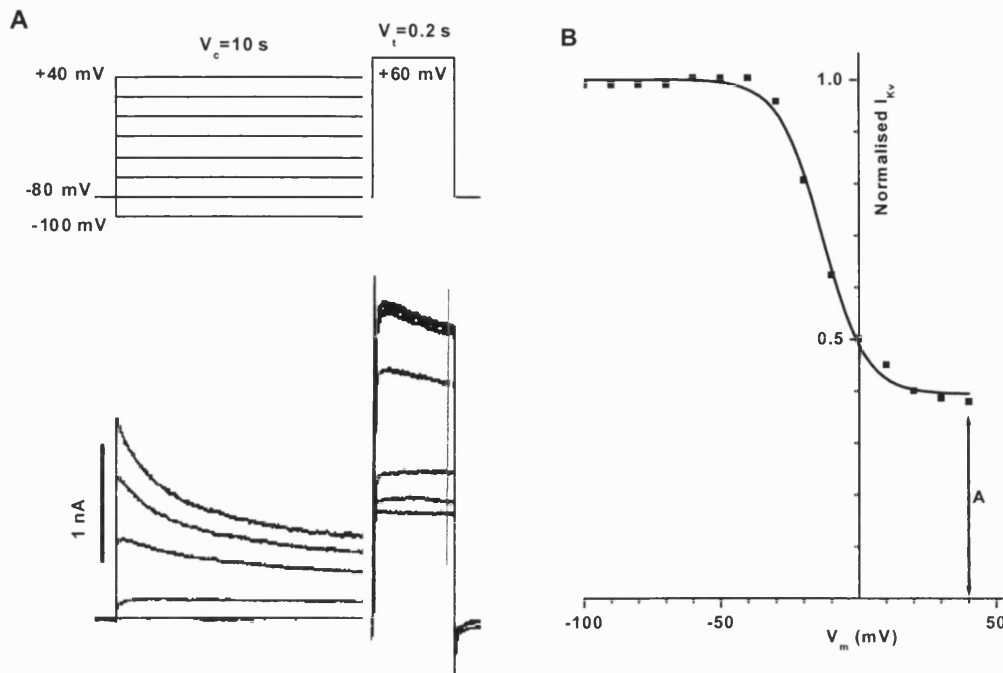 A
V_c=10 s
V_t=0.2 s
+40 mV
+60 mV
-80 mV
-100 mV
1 nA
B
1.0
Normalised I_Kv
0.5
A
-100
-50
0
50
V_m (mV)